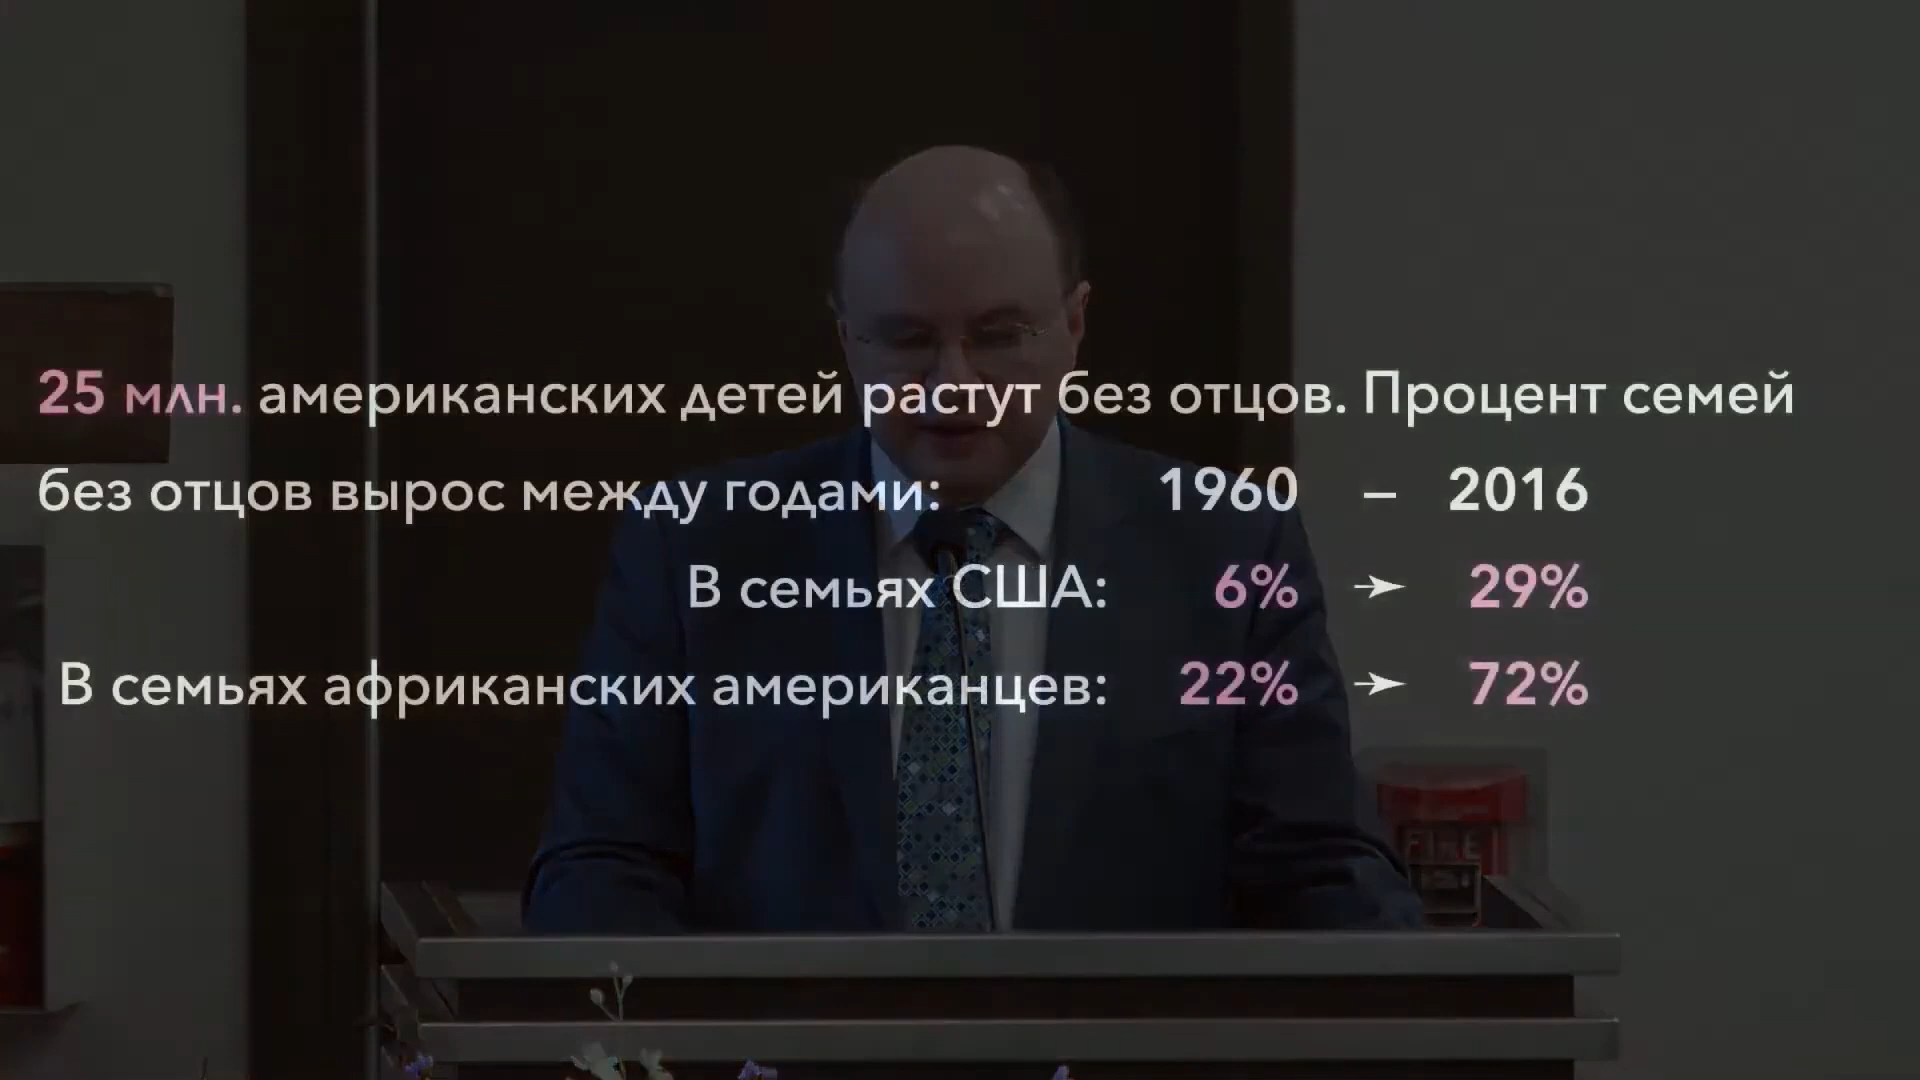 25 млн. американских детей растут без отцов. Процент семей
без отцов вырос между годами: 1960 – 2016
В семьях США: 6% → 29%
В семьях африканских американцев: 22% → 72%
FIRE